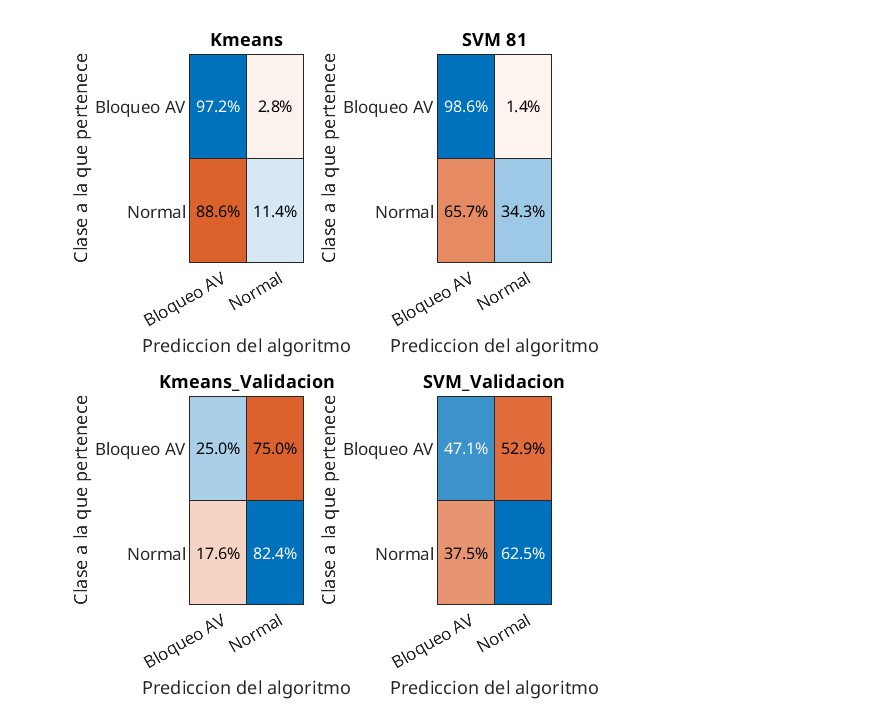 Kmeans
Clase a la que pertenece
Bloqueo AV
97.2%
2.8%
Normal
88.6%
11.4%
Bloqueo AV
Normal
Prediccion del algoritmo
SVM 81
Clase a la que pertenece
Bloqueo AV
98.6%
1.4%
Normal
65.7%
34.3%
Bloqueo AV
Normal
Prediccion del algoritmo
Kmeans_Validacion
Clase a la que pertenece
Bloqueo AV
25.0%
75.0%
Normal
17.6%
82.4%
Bloqueo AV
Normal
Prediccion del algoritmo
SVM_Validacion
Clase a la que pertenece
Bloqueo AV
47.1%
52.9%
Normal
37.5%
62.5%
Bloqueo AV
Normal
Prediccion del algoritmo